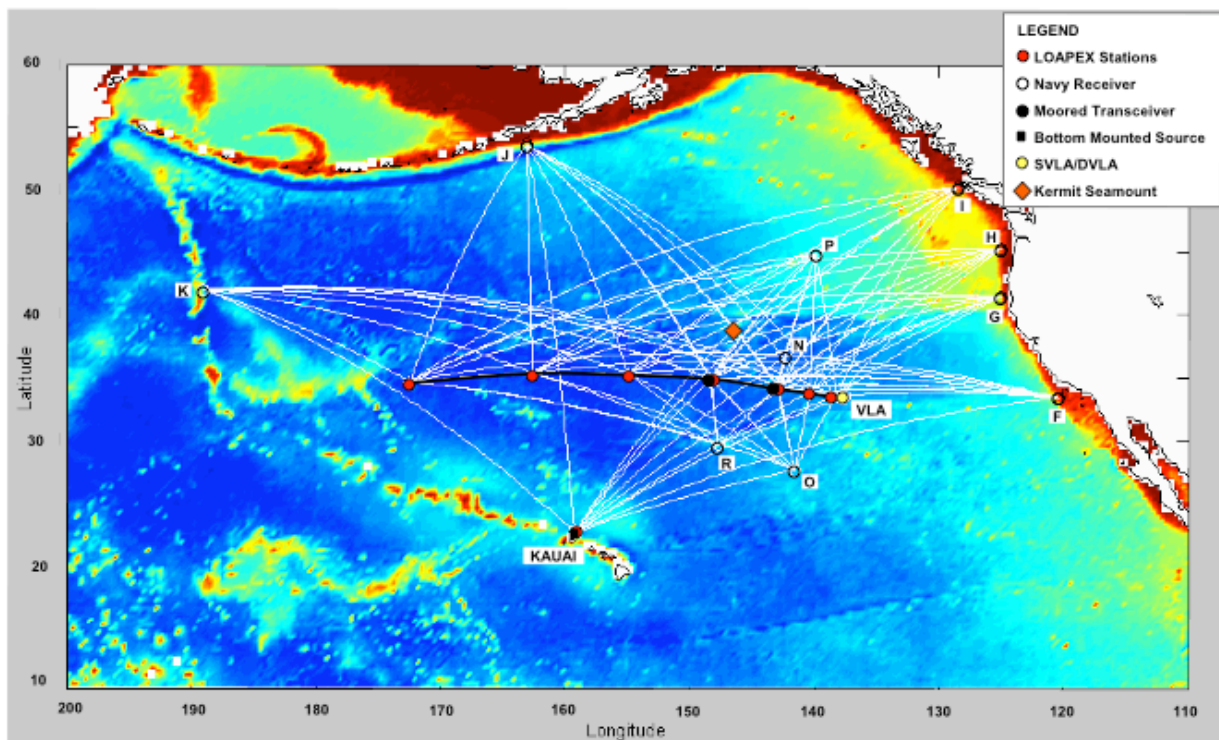 LEGEND
LOAPEX Stations
Navy Receiver
Moored Transceiver
Bottom Mounted Source
SVLA/DVLA
Kermit Seamount
60
50
40
30
20
10
Latitude
J
I
H
P
K
G
N
VLA
F
R
O
KAUAI
200 190 180 170 160 150 140 130 120 110
Longitude